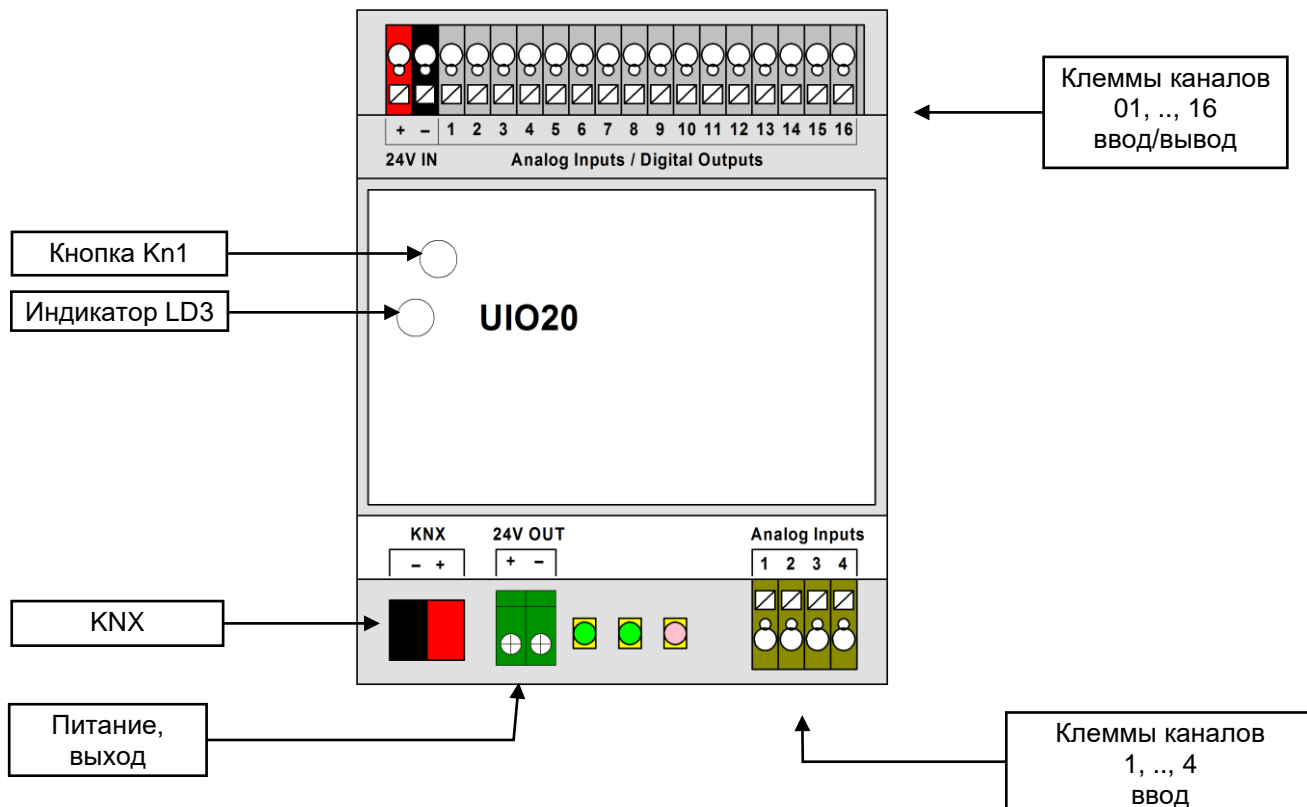 + – 1 2 3 4 5 6 7 8 9 10 11 12 13 14 15 16
24V IN Analog Inputs / Digital Outputs
Клеммы каналов
01, .., 16
ввод/вывод
Кнопка Kn1
Индикатор LD3
UIO20
KNX 24V OUT Analog Inputs
– + + – 1 2 3 4
KNX
Питание,
выход
Клеммы каналов
1, .., 4
ввод